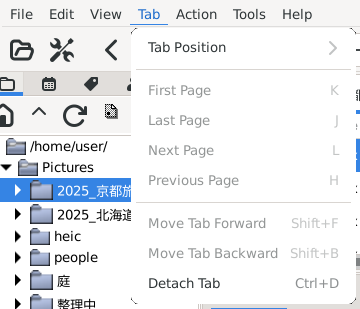 File Edit View Tab Action Tools Help
Tab Position
First Page K
Last Page J
Next Page L
Previous Page H
Move Tab Forward Shift+F
Move Tab Backward Shift+B
Detach Tab Ctrl+D
/home/user/
Pictures
2025_京都旅
2025_北海道
heic
people
庭
整理中